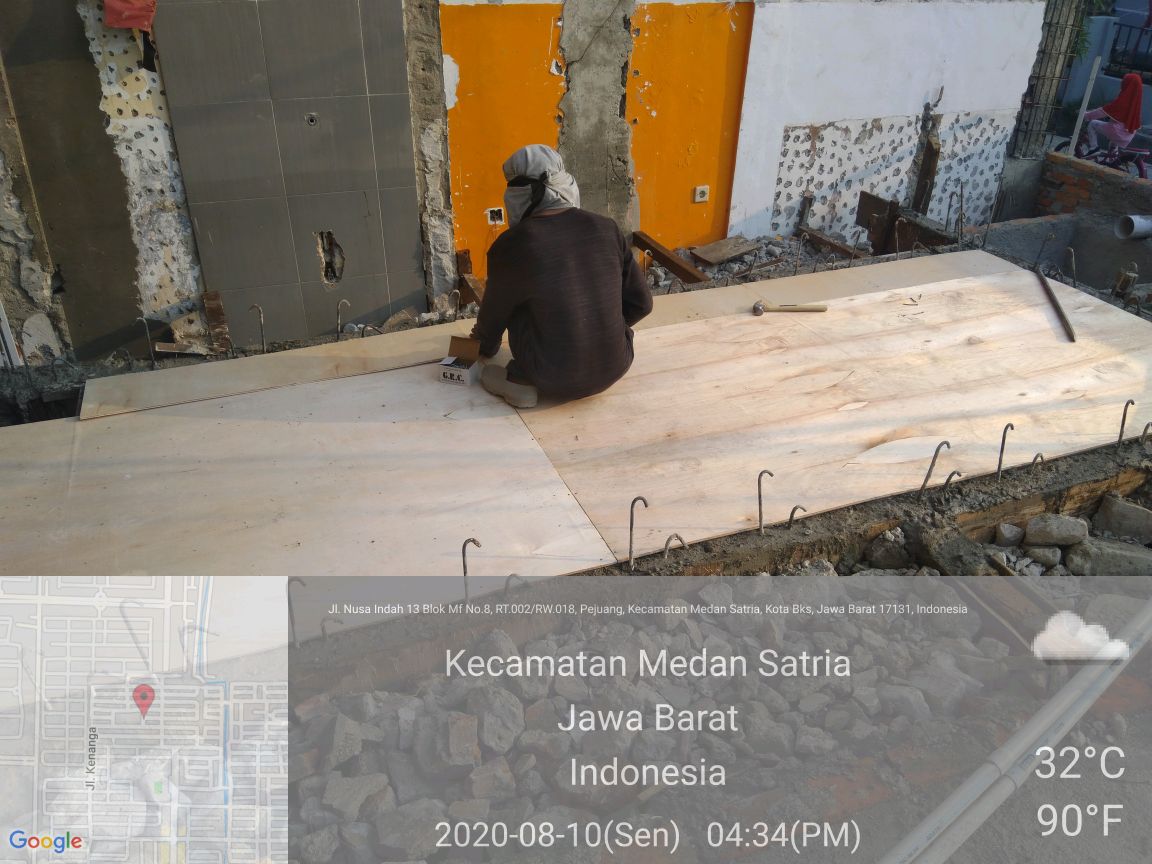 G.R.C.
Jl. Nusa Indah 13 Blok Mf No.8, RT.002/RW.018, Pejuang, Kecamatan Medan Satria, Kota Bks, Jawa Barat 17131, Indonesia
Kecamatan Medan Satria
Jawa Barat
Indonesia
2020-08-10(Sen) 04:34(PM)
32°C
90°F
Jl. Kenanga
Google